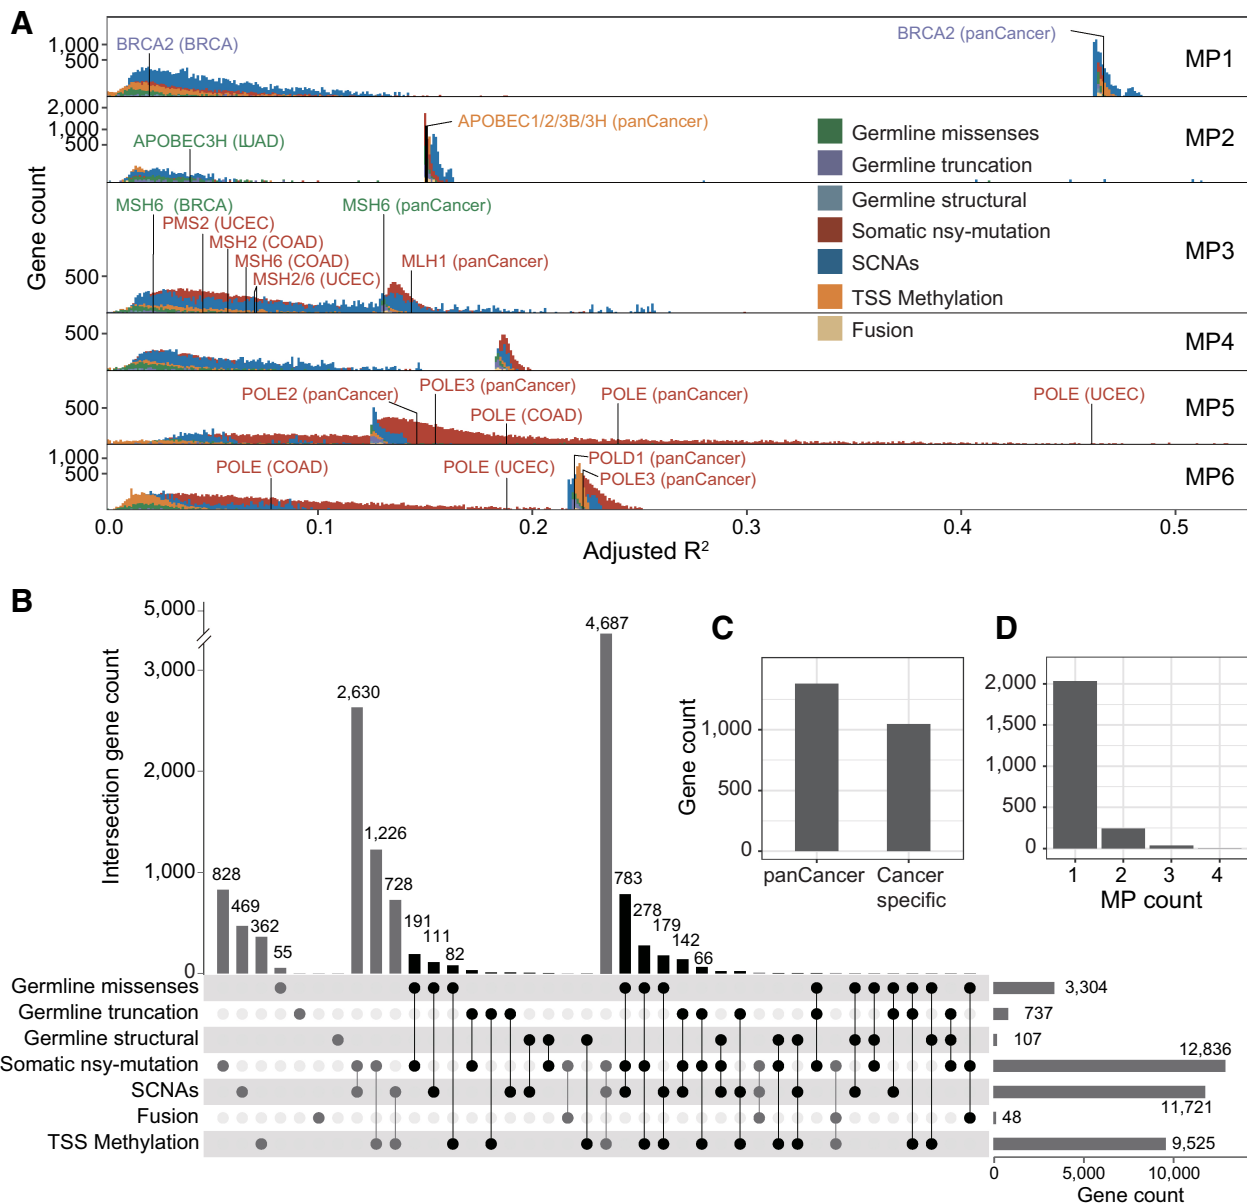 A
Gene count
1,000
500
BRCA2 (BRCA)
BRCA2 (panCancer)
MP1
2,000
1,000
500
APOBEC3H (LUAD)
APOBEC1/2/3B/3H (panCancer)
MP2
Germline missenses
Germline truncation
Germline structural
Somatic nsy-mutation
SCNAs
TSS Methylation
Fusion
MSH6 (BRCA)
PMS2 (UCEC)
MSH2 (COAD)
MSH6 (COAD)
MSH2/6 (UCEC)
MSH6 (panCancer)
MLH1 (panCancer)
MP3
500
500
MP4
POLE2 (panCancer)
POLE3 (panCancer)
POLE (COAD)
POLE (panCancer)
POLE (UCEC)
500
MP5
1,000
500
POLE (COAD)
POLE (UCEC)
POLD1 (panCancer)
POLE3 (panCancer)
MP6
0.0 0.1 0.2 0.3 0.4 0.5
Adjusted R²
B
Intersection gene count
5,000
3,000
2,000
1,000
0
828
469
362
55
2,630
1,226
728
191
111
82
4,687
783
278
179
142
66
Germline missenses
Germline truncation
Germline structural
Somatic nsy-mutation
SCNAs
Fusion
TSS Methylation
3,304
737
107
12,836
11,721
48
9,525
0 5,000 10,000
Gene count
C
Gene count
1,000
500
0
panCancer
Cancer
specific
D
2,000
1,500
1,000
500
0
1 2 3 4
MP count